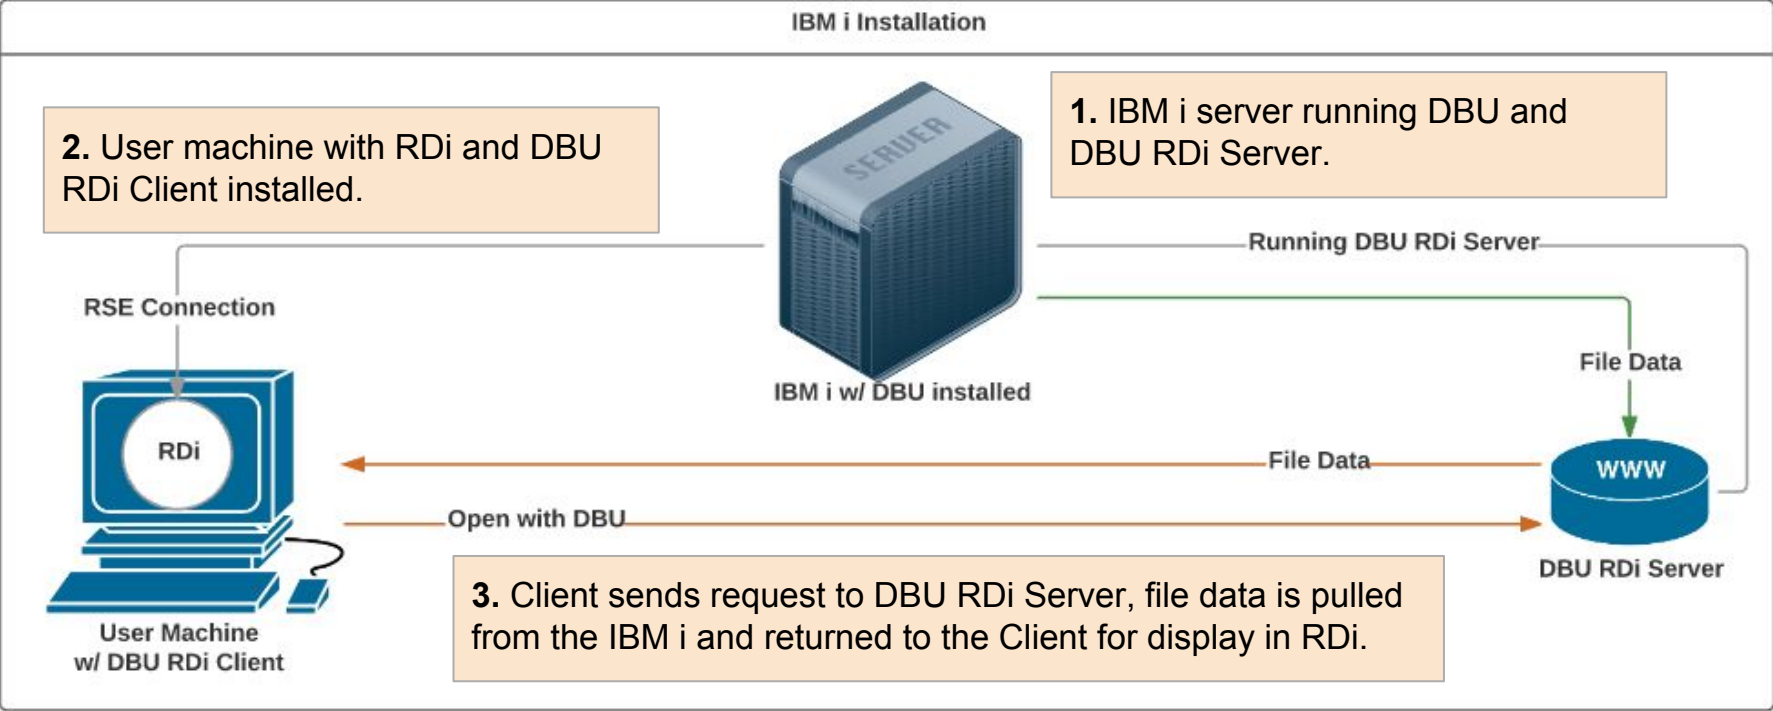 IBM i Installation
1. IBM i server running DBU and
DBU RDi Server.
2. User machine with RDi and DBU
RDi Client installed.
SERVER
Running DBU RDi Server
RSE Connection
File Data
IBM i w/ DBU installed
RDi
File Data
WWW
Open with DBU
DBU RDi Server
3. Client sends request to DBU RDi Server, file data is pulled
from the IBM i and returned to the Client for display in RDi.
User Machine
w/ DBU RDi Client